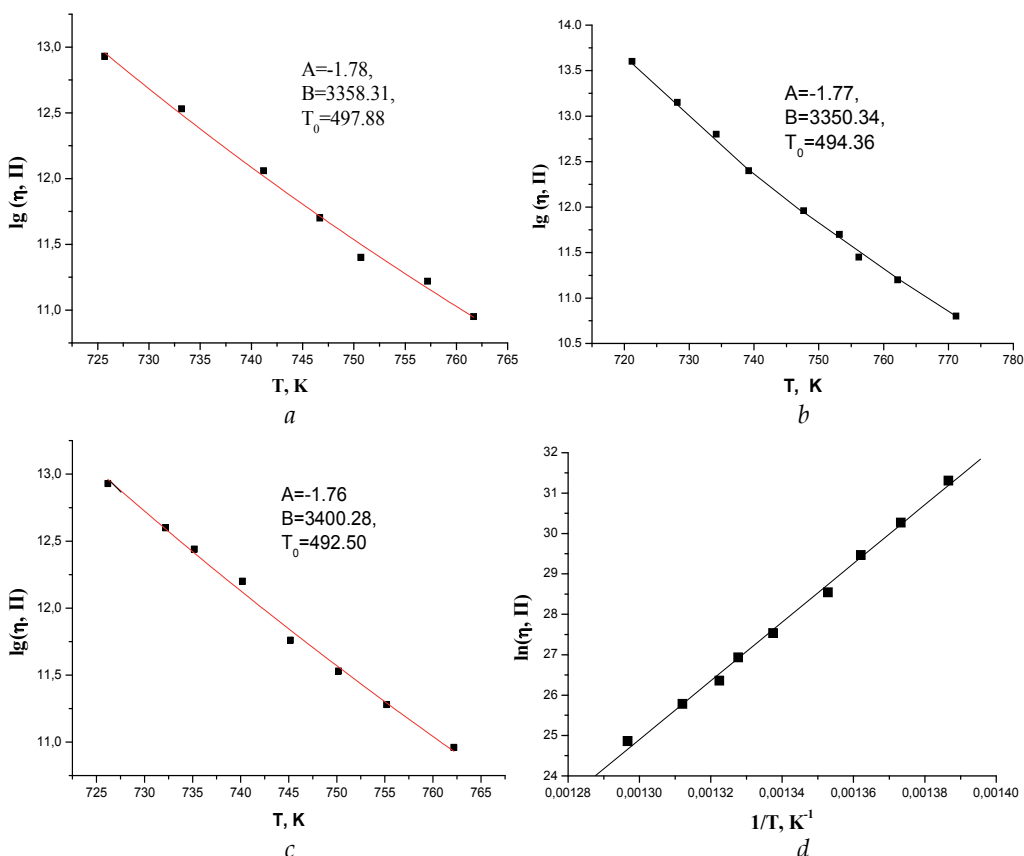 13,0
12,5
12,0
11,5
11,0
lg (η, П)
A=-1.78,
B=3358.31,
T0=497.88
725 730 735 740 745 750 755 760 765
T, K
a
14.0
13.5
13.0
12.5
12.0
11.5
11.0
10.5
lg (η, П)
A=-1.77,
B=3350.34,
T0=494.36
720 730 740 750 760 770 780
T, K
b
13,0
12,5
12,0
11,5
11,0
lg(η, П)
A=-1.76
B=3400.28,
T0=492.50
725 730 735 740 745 750 755 760 765
T, K
c
32
31
30
29
28
27
26
25
24
ln(η, П)
0,00128 0,00130 0,00132 0,00134 0,00136 0,00138 0,00140
1/T, K-1
d